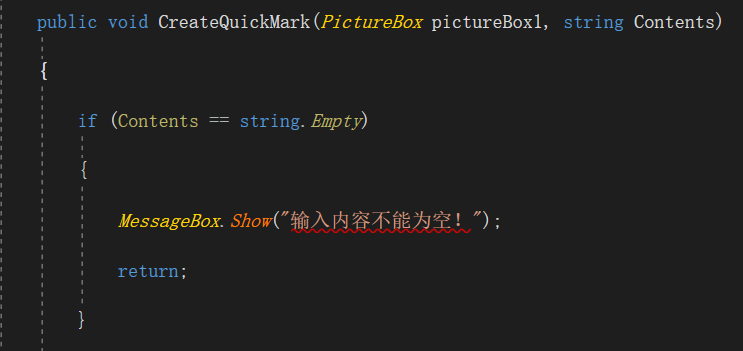 public void CreateQuickMark(PictureBox pictureBoxl, string Contents)
{
if (Contents == string.Empty)
{
MessageBox.Show("输入内容不能为空！");
return;
}